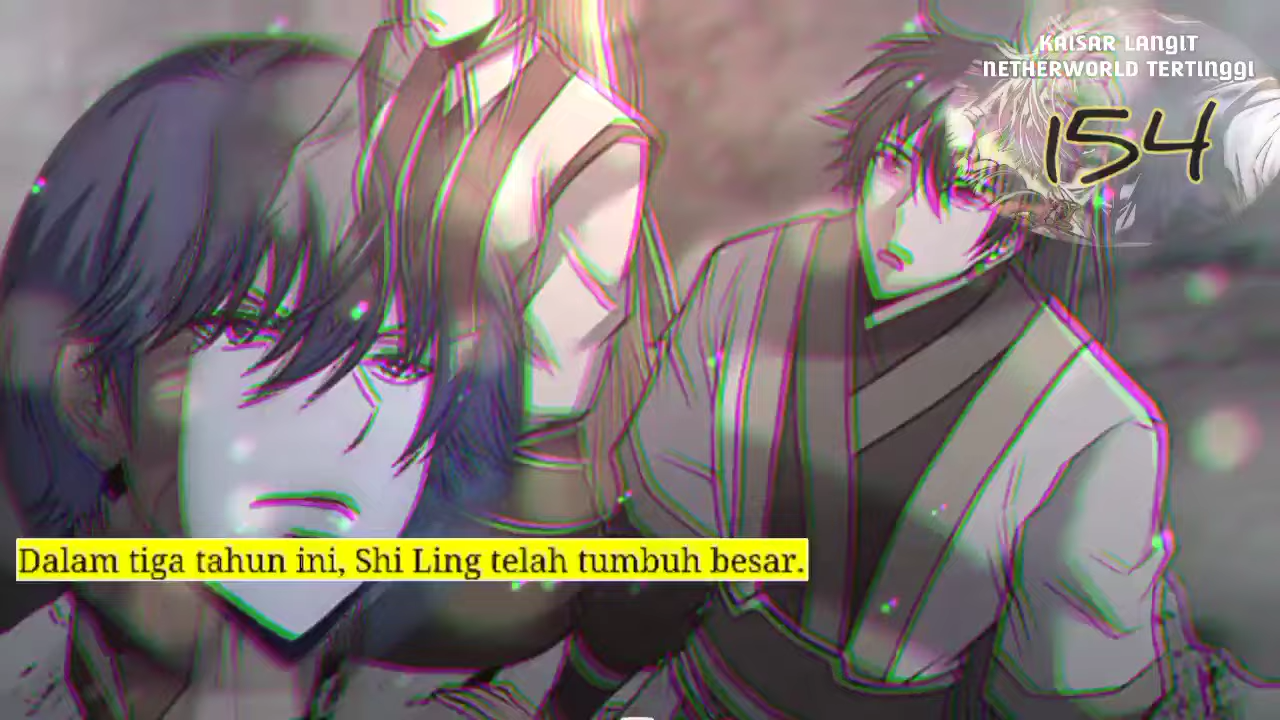 KAISAR LANGIT
NETHERWORLD TERTINGGI
154
Dalam tiga tahun ini, Shi Ling telah tumbuh besar.